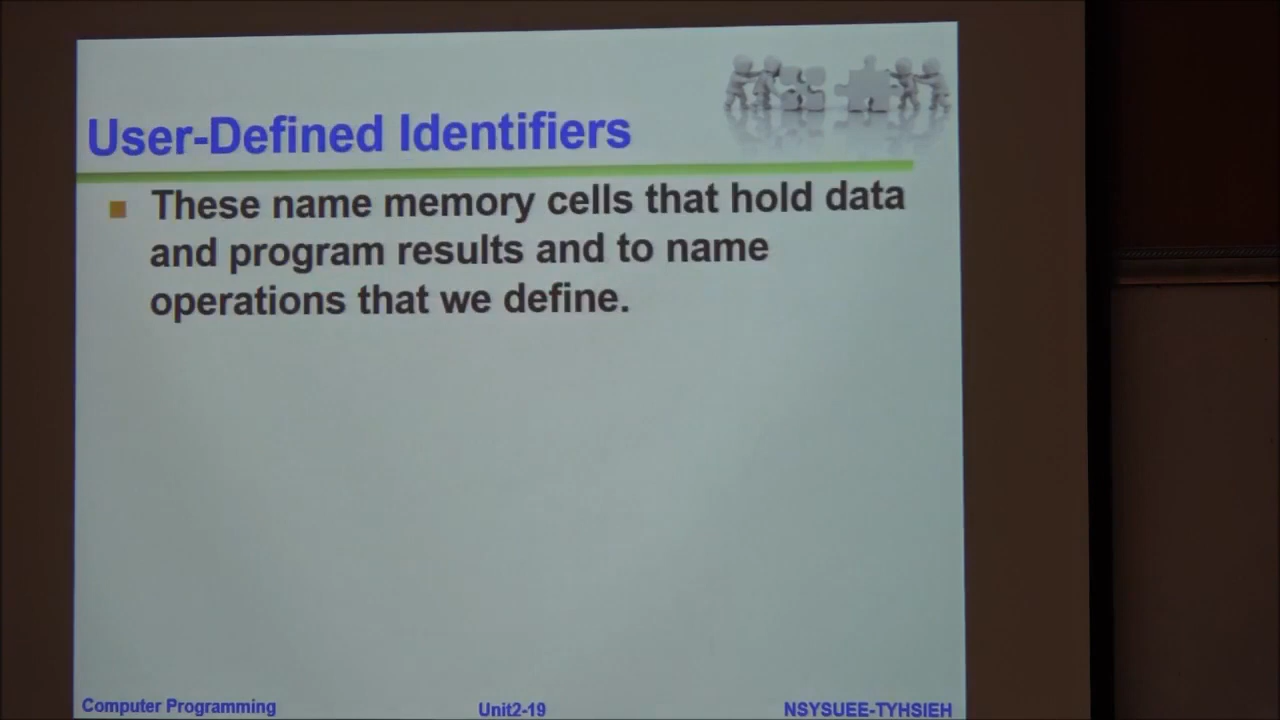 User-Defined Identifiers
These name memory cells that hold data
and program results and to name
operations that we define.
Computer Programming
Unit2-19
NSYSUEE-TYHSIEH